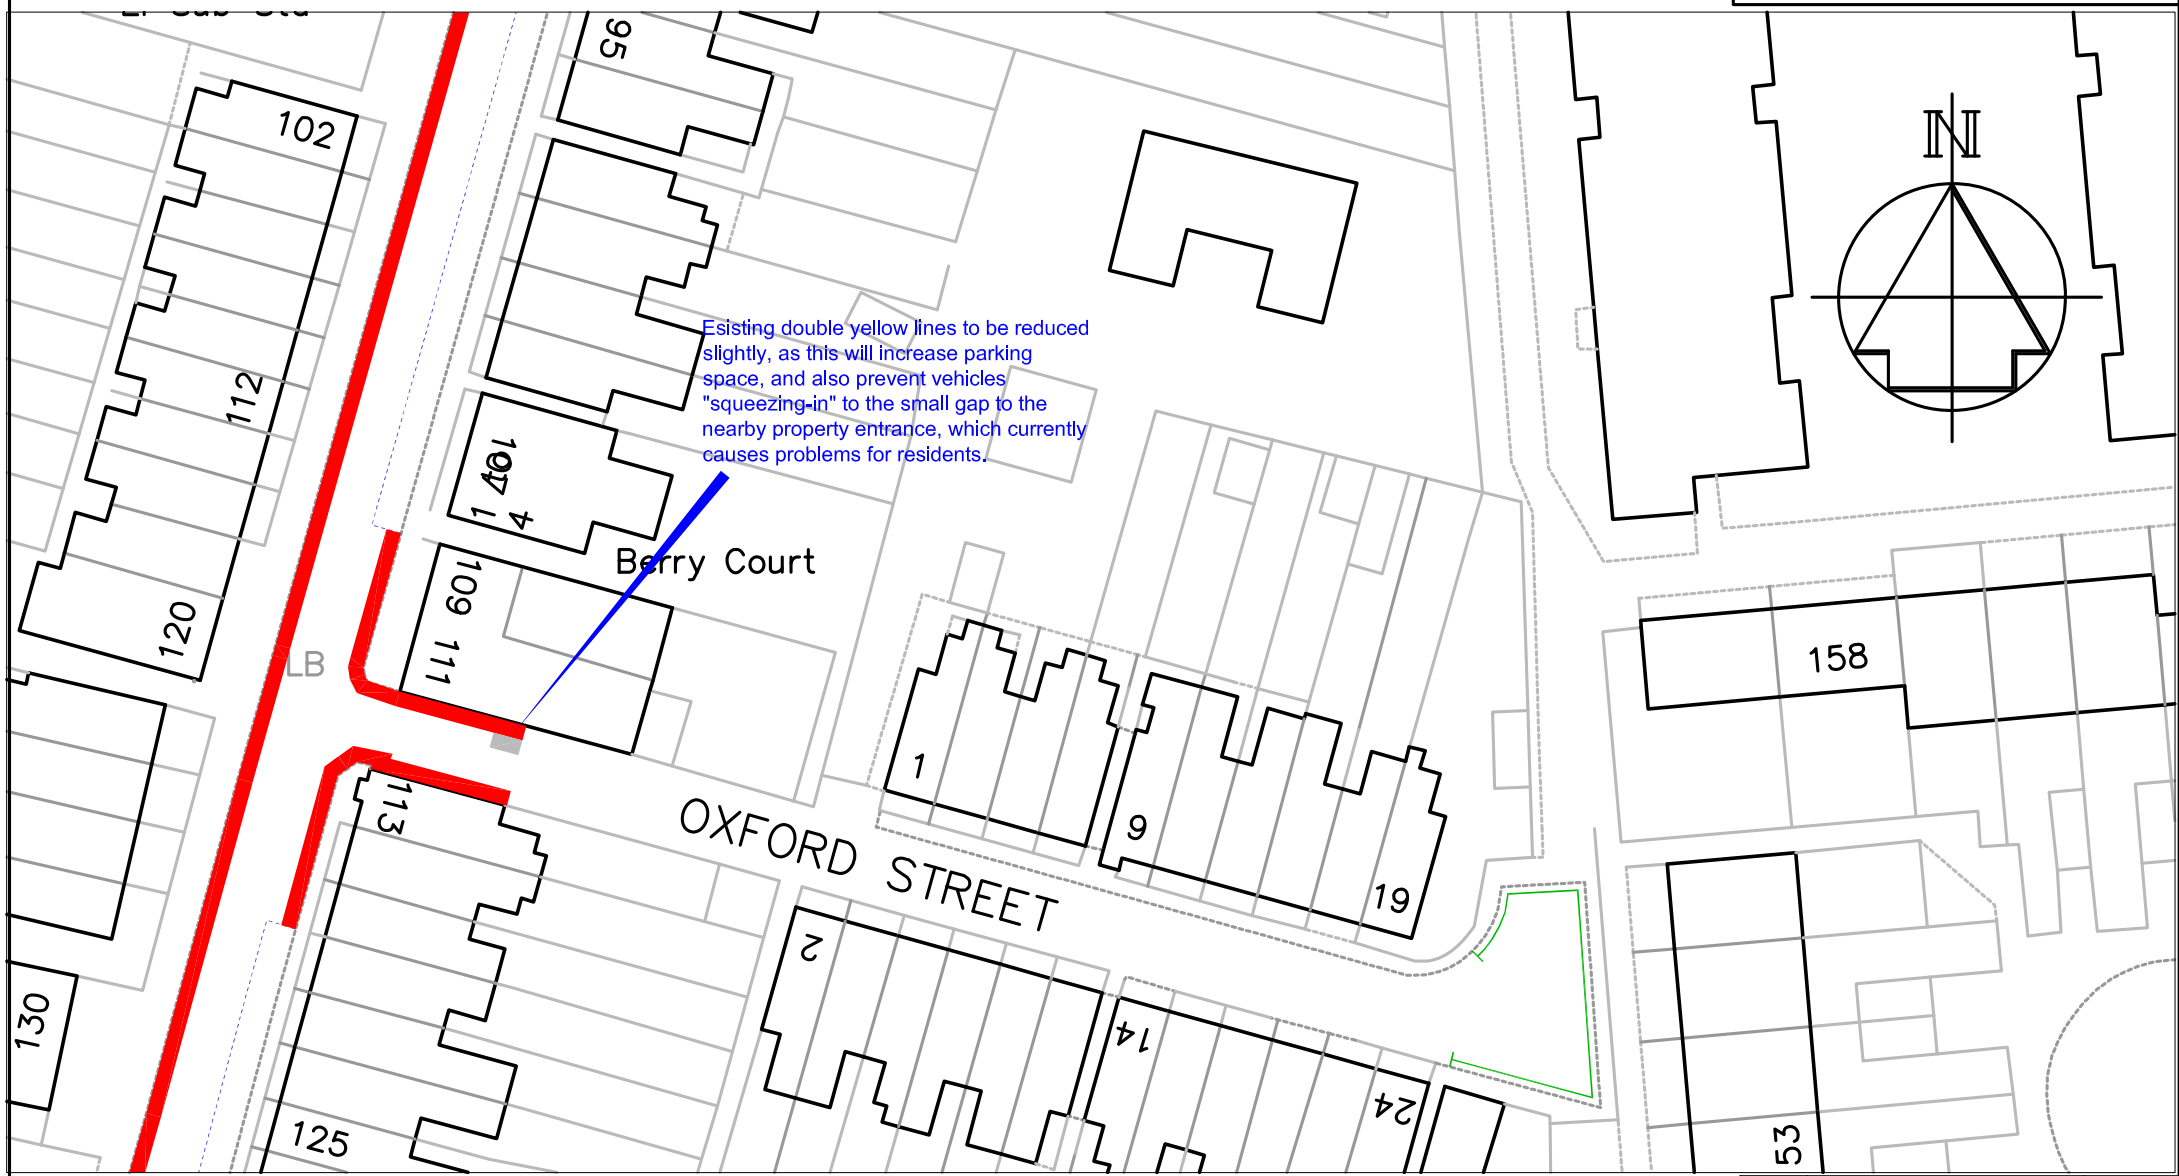 95
102
N
Esisting double yellow lines to be reduced
slightly, as this will increase parking
space, and also prevent vehicles
"squeezing-in" to the small gap to the
nearby property entrance, which currently
causes problems for residents.
112
1
4
Berry Court
109
111
120
LB
158
1
113
OXFORD STREET
9
19
2
130
14
24
125
53